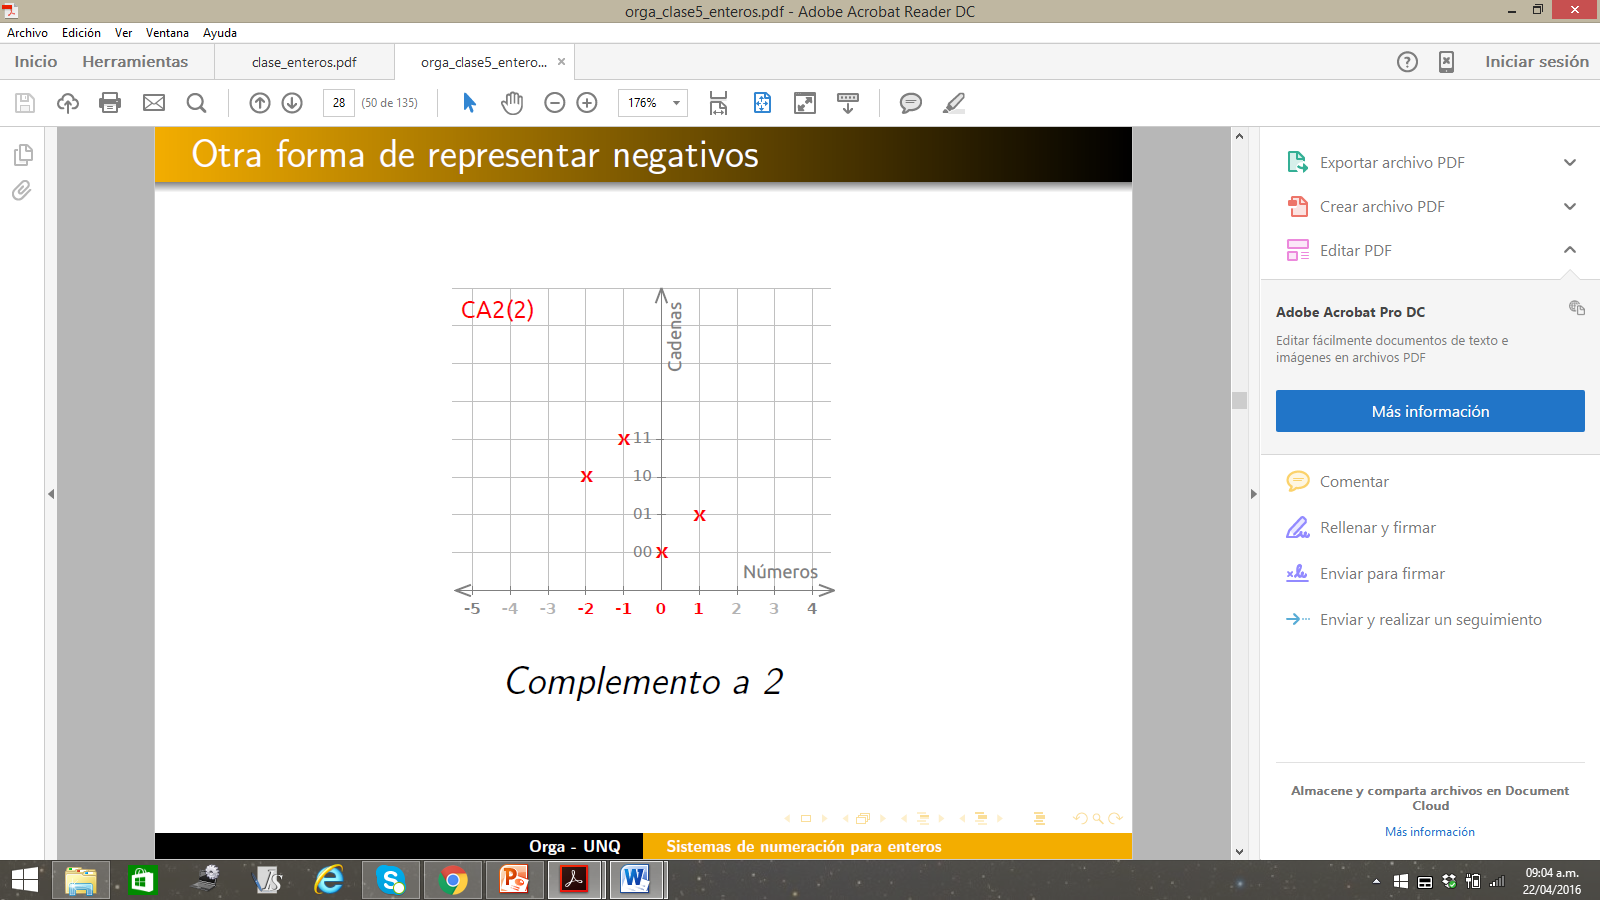 orga_clase5_enteros.pdf - Adobe Acrobat Reader DC
Archivo Edición Ver Ventana Ayuda
Inicio Herramientas clase_enteros.pdf orga_clase5_entero... × Iniciar sesión
28 (50 de 135) 176%
Otra forma de representar negativos
CA2(2)
Cadenas
x 11
x 10
01 x
00 x
Números
-5 -4 -3 -2 -1 0 1 2 3 4
Complemento a 2
Orga - UNQ Sistemas de numeración para enteros
Exportar archivo PDF
Crear archivo PDF
Editar PDF
Adobe Acrobat Pro DC
Editar fácilmente documentos de texto e
imágenes en archivos PDF
Más información
Comentar
Rellenar y firmar
Enviar para firmar
Enviar y realizar un seguimiento
Almacene y comparta archivos en Document
Cloud
Más información
09:04 a.m.
22/04/2016